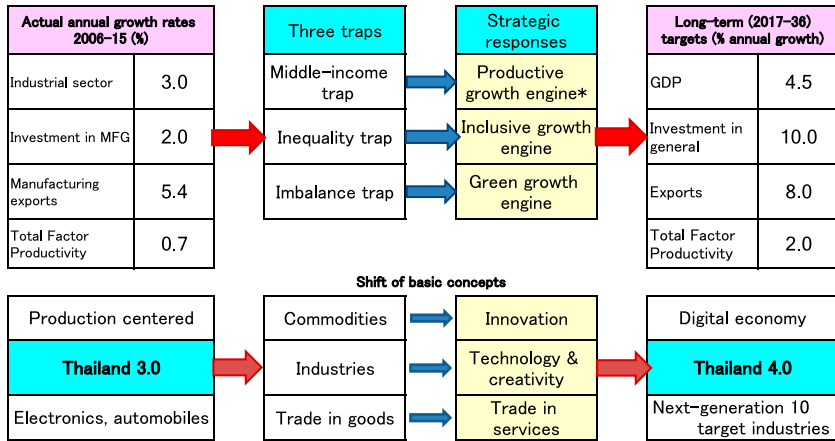 Actual annual growth rates
2006-15 (%)
Industrial sector
3.0
Investment in MFG
2.0
Manufacturing
exports
5.4
Total Factor
Productivity
0.7
Three traps
Middle-income
trap
Inequality trap
Imbalance trap
Strategic
responses
Productive
growth engine*
Inclusive growth
engine
Green growth
engine
Long-term (2017-36)
targets (% annual growth)
GDP
4.5
Investment in
general
10.0
Exports
8.0
Total Factor
Productivity
2.0
Shift of basic concepts
Production centered
Thailand 3.0
Electronics, automobiles
Commodities
Industries
Trade in goods
Innovation
Technology &
creativity
Trade in
services
Digital economy
Thailand 4.0
Next-generation 10
target industries